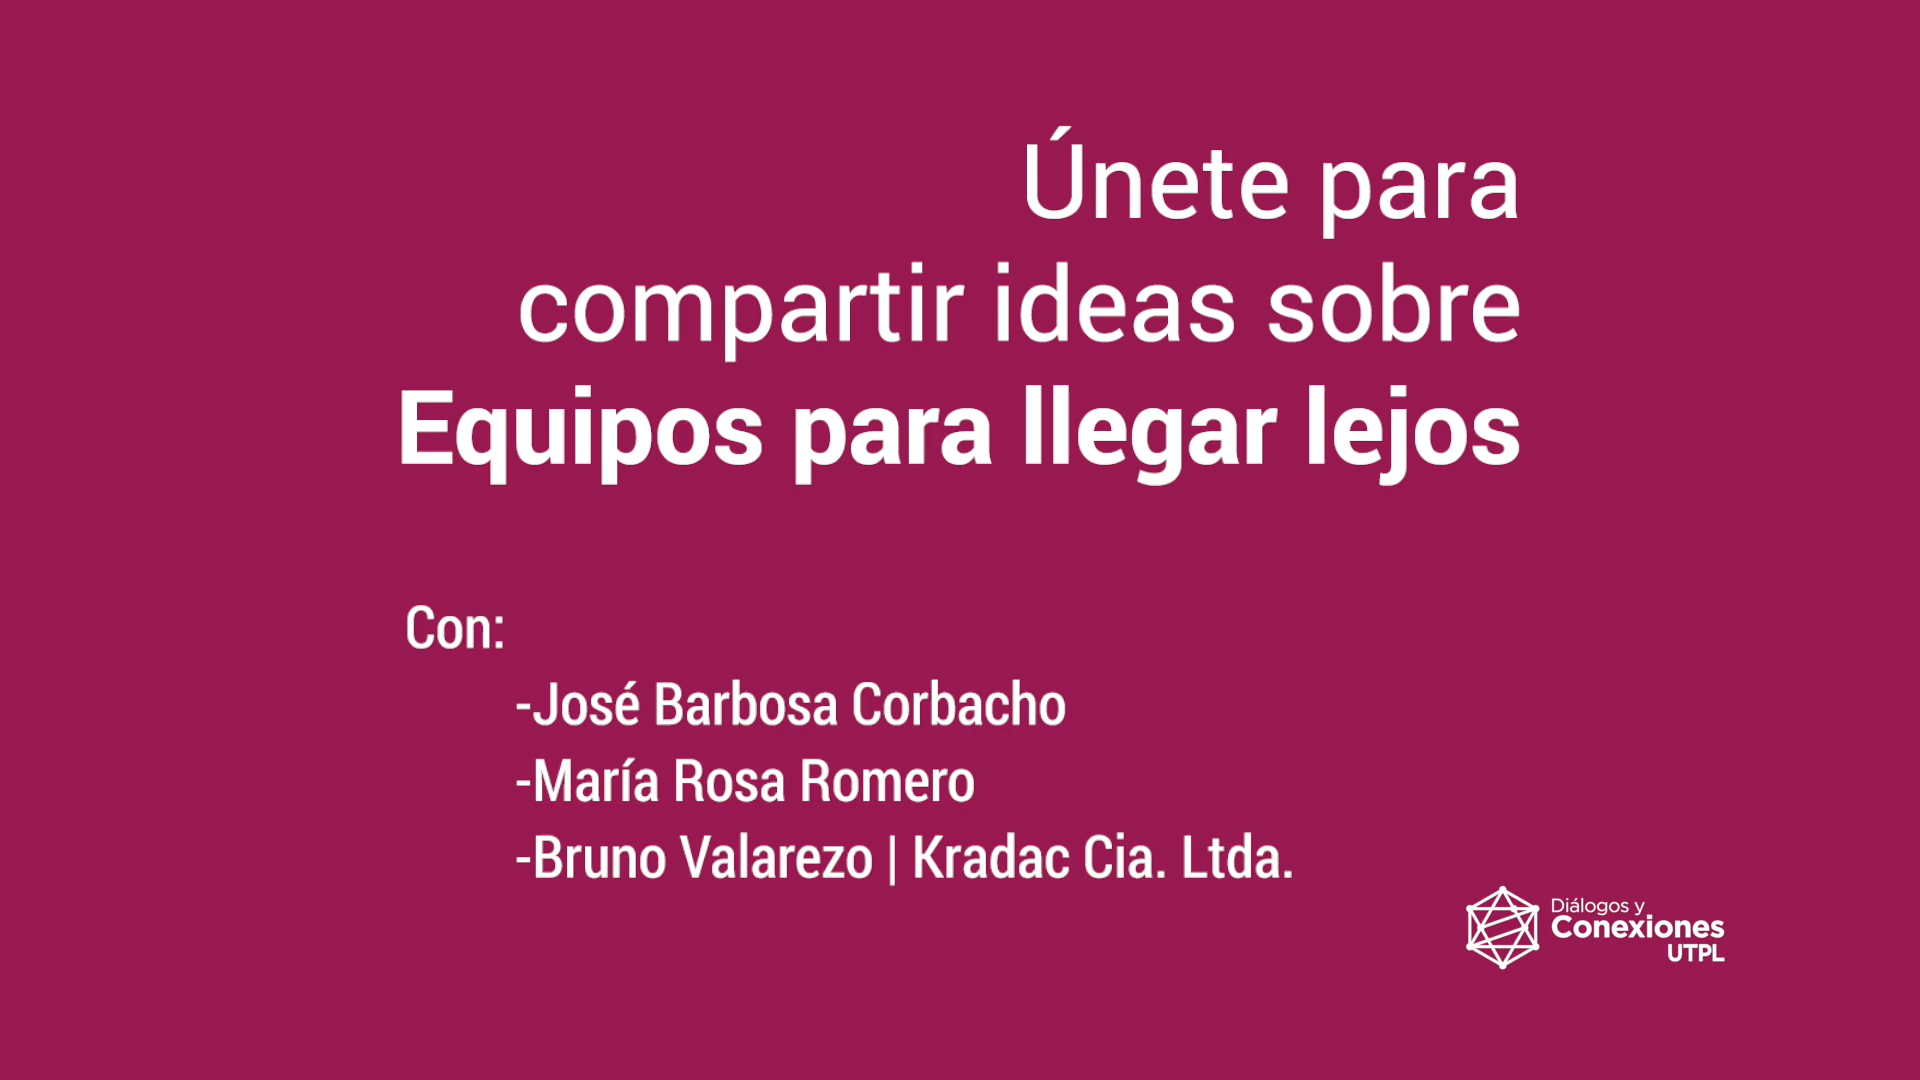 Únete para
compartir ideas sobre
Equipos para llegar lejos
Con:
-José Barbosa Corbacho
-María Rosa Romero
-Bruno Valarezo | Kradac Cia. Ltda.
Diálogos y
Conexiones
UTPL